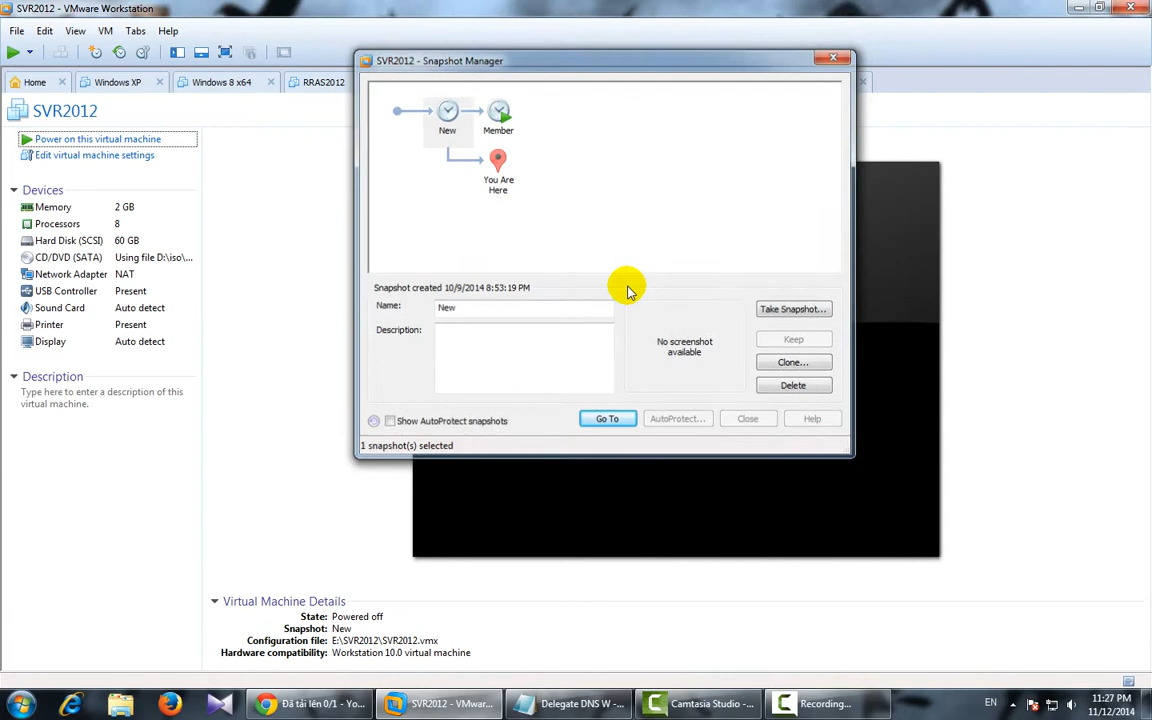 SVR2012 - VMware Workstation
File Edit View VM Tabs Help
Home Windows XP Windows 8 x64 RRAS2012
SVR2012
Power on this virtual machine
Edit virtual machine settings
Devices
Memory 2 GB
Processors 8
Hard Disk (SCSI) 60 GB
CD/DVD (SATA) Using file D:\iso\...
Network Adapter NAT
USB Controller Present
Sound Card Auto detect
Printer Present
Display Auto detect
Description
Type here to enter a description of this
virtual machine.
SVR2012 - Snapshot Manager
New Member
You Are
Here
Snapshot created 10/9/2014 8:53:19 PM
Name: New
Description:
No screenshot
available
Take Snapshot...
Keep
Clone...
Delete
Show AutoProtect snapshots
Go To AutoProtect... Close Help
1 snapshot(s) selected
Virtual Machine Details
State: Powered off
Snapshot: New
Configuration file: E:\SVR2012\SVR2012.vmx
Hardware compatibility: Workstation 10.0 virtual machine
Đã tải lên 0/1 - Yo...
SVR2012 - VMwar...
Delegate DNS W -...
Camtasia Studio -...
Recording...
EN
11:27 PM
11/12/2014